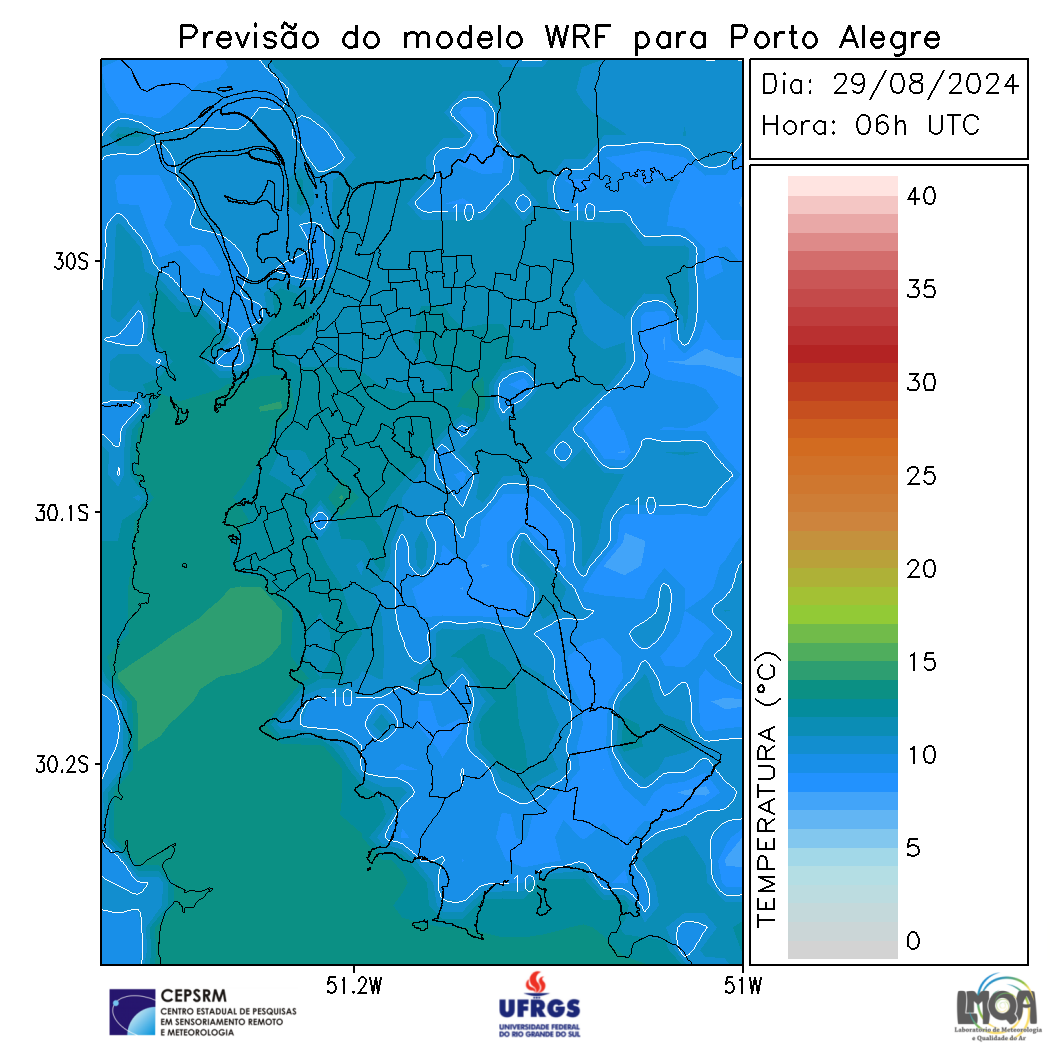 Previsão do modelo WRF para Porto Alegre
Dia: 29/08/2024
Hora: 06h UTC
40
35
30
25
20
15
10
5
0
TEMPERATURA (°C)
30S
30.1S
30.2S
51.2W
51W
10
10
10
10
10
CEPSRM
CENTRO ESTADUAL DE PESQUISAS
EM SENSORIAMENTO REMOTO
E METEOROLOGIA
UFRGS
UNIVERSIDADE FEDERAL
DO RIO GRANDE DO SUL
LMQA
Laboratório de Meteorologia
e Qualidade do Ar